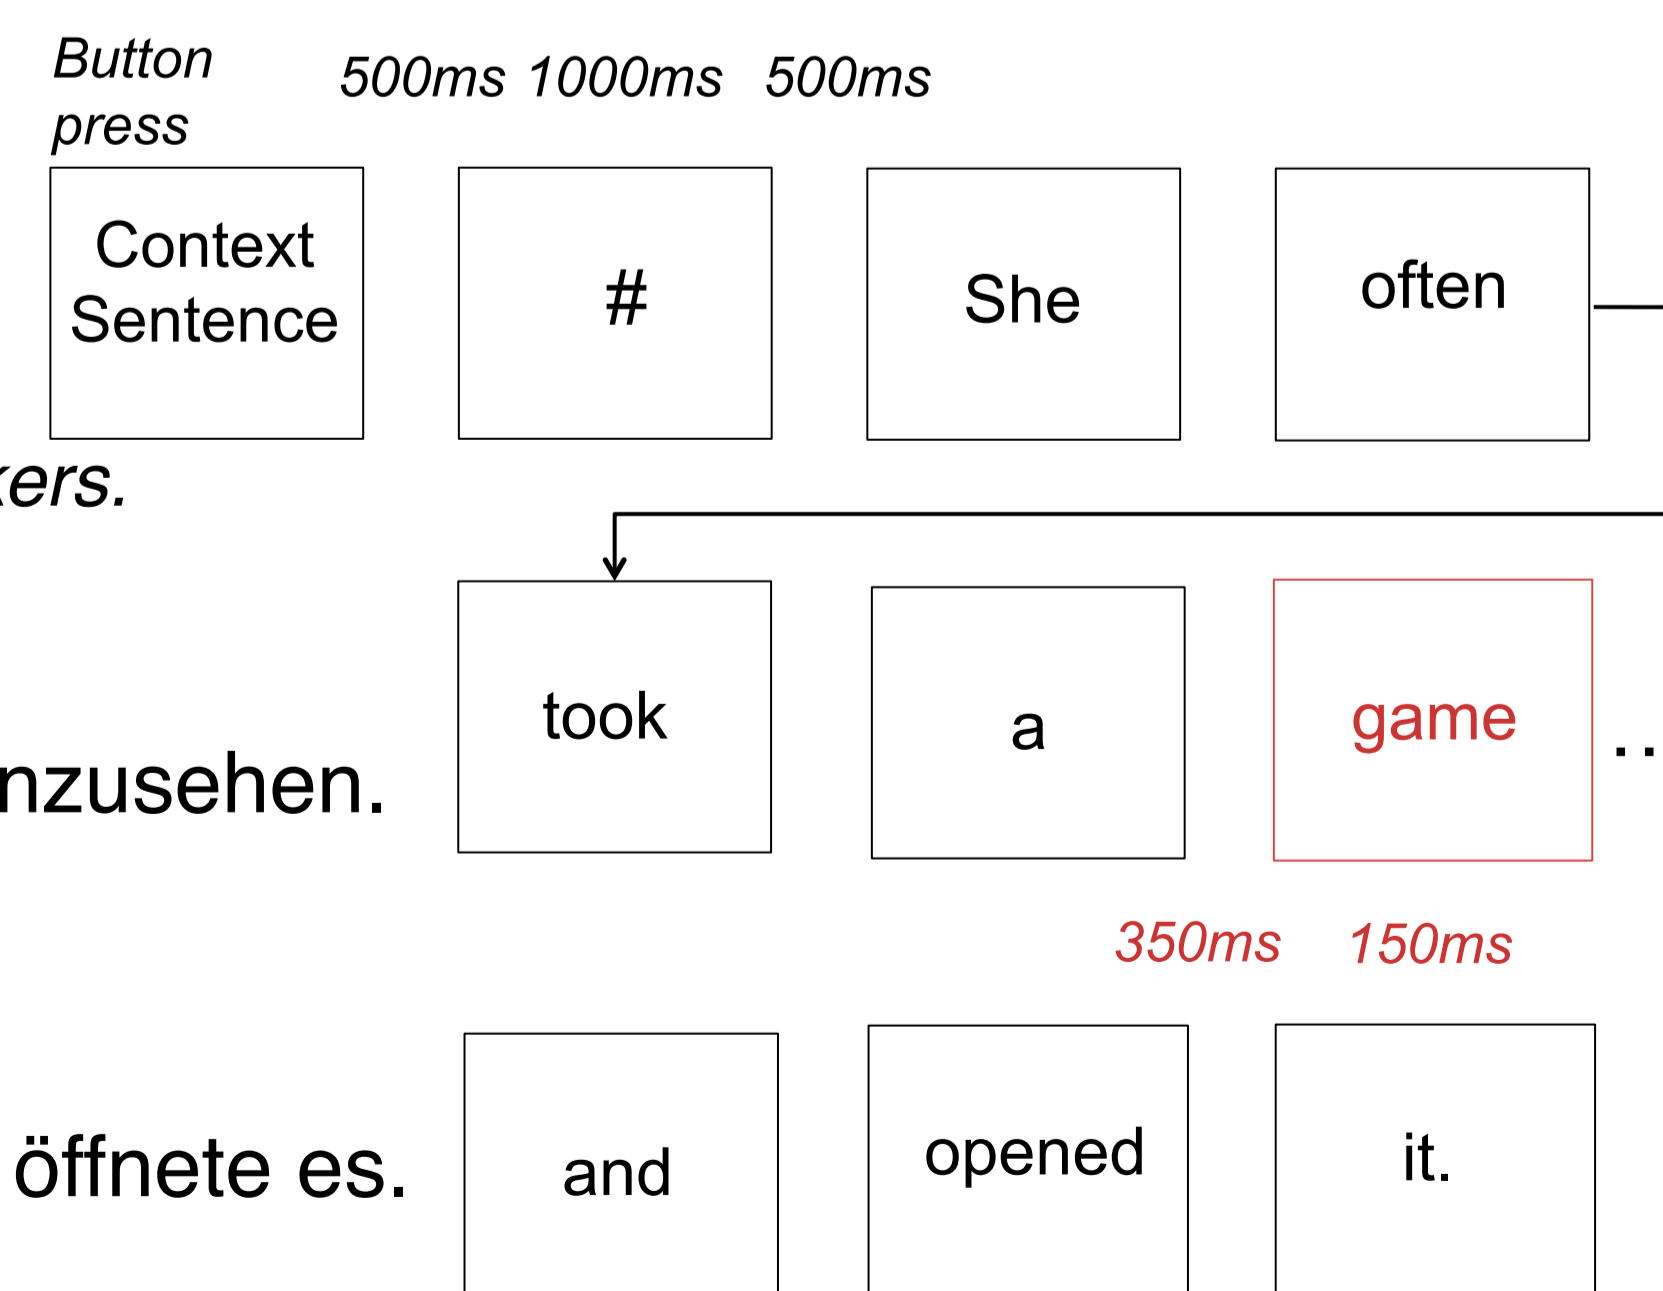 Button
press
500ms 1000ms 500ms
Context
Sentence
#
She
often
kers.
took
a
game
..
nzusehen.
350ms 150ms
öffnete es.
and
opened
it.